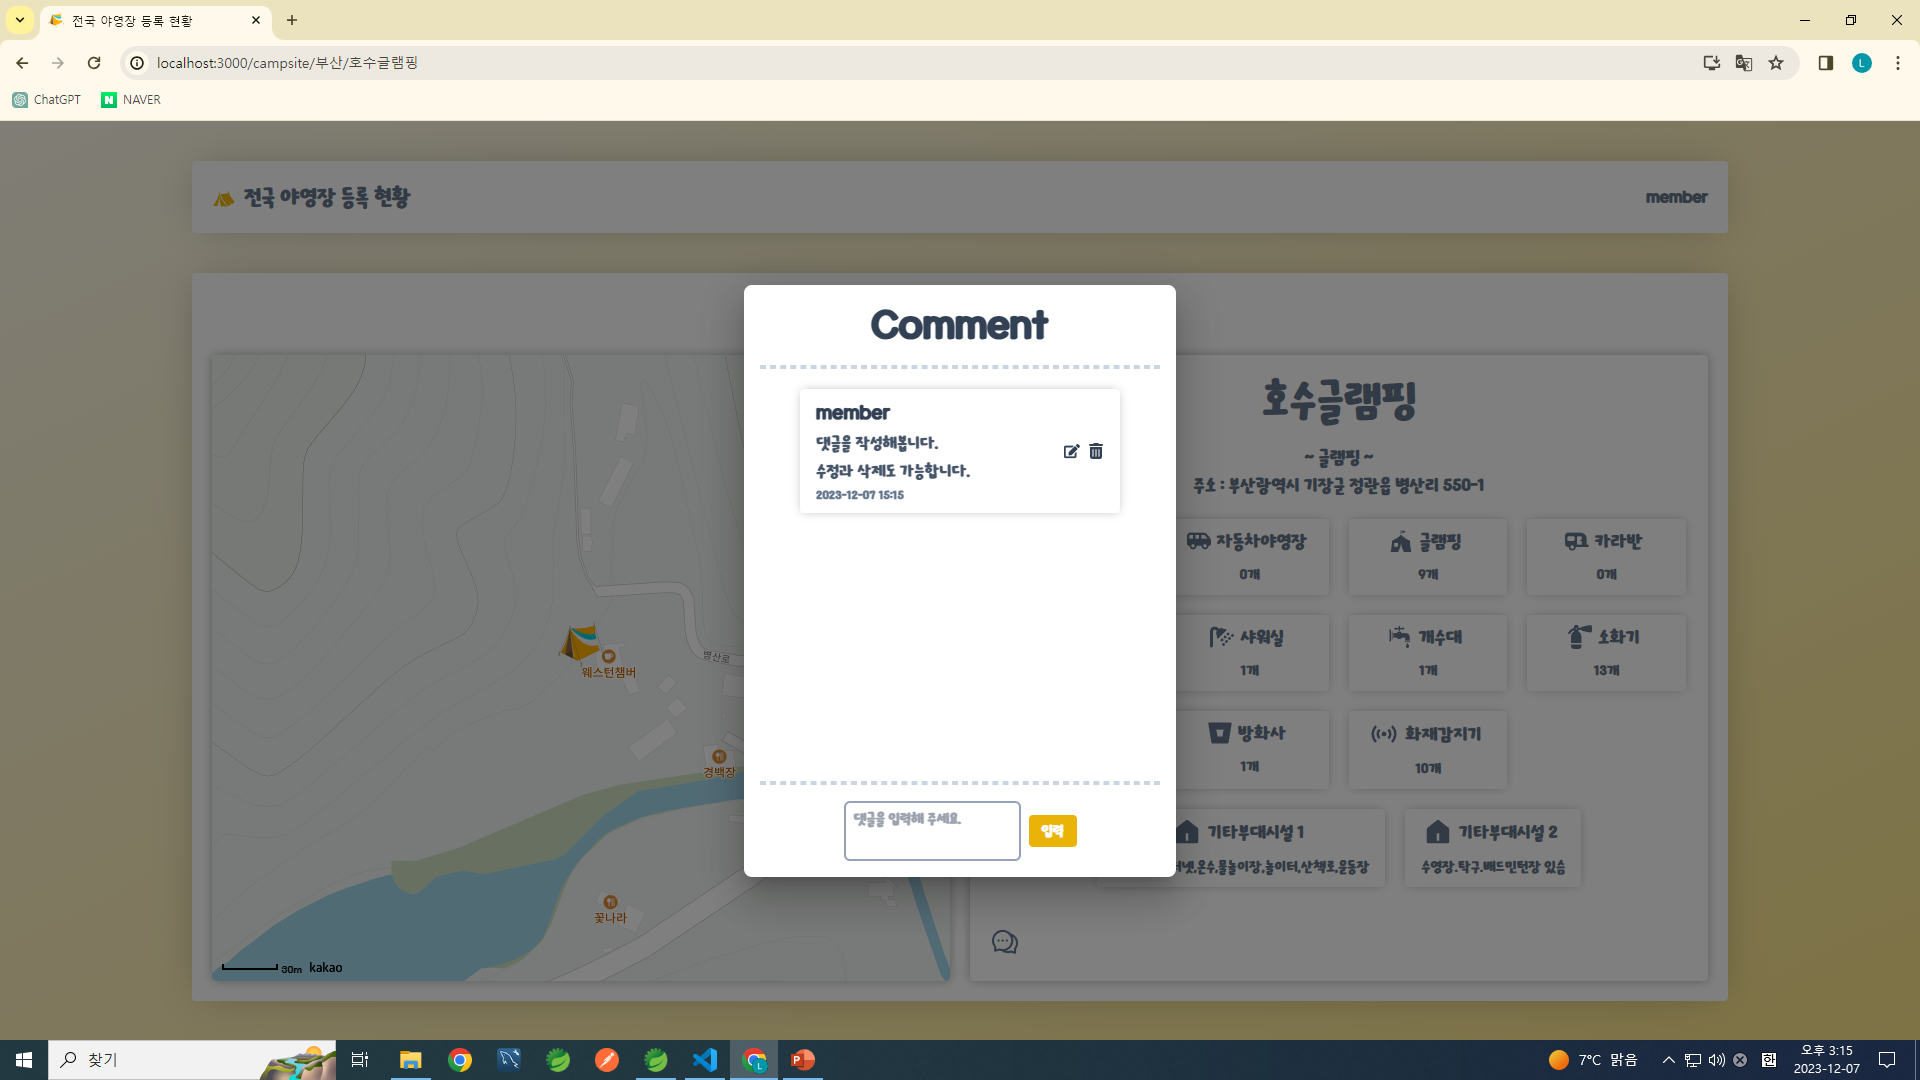 전국 야영장 등록 현황
localhost:3000/campsite/부산/호수글램핑
L
ChatGPT
NAVER
전국 야영장 등록 현황
member
Comment
member
댓글을 작성해봅니다.
수정과 삭제도 가능합니다.
2023-12-07 15:15
댓글을 입력해 주세요.
입력
병산로
웨스턴챔버
경백장
꽃나라
30m
kakao
호수글램핑
~ 글램핑 ~
주소 : 부산광역시 기장군 정관읍 병산리 550-1
자동차야영장
0개
글램핑
9개
카라반
0개
샤워실
1개
개수대
1개
소화기
13개
방화사
1개
화재감지기
10개
기타부대시설 1
넷,온수,물놀이장,놀이터,산책로,운동장
기타부대시설 2
수영장.탁구.배드민턴장 있슴
찾기
7°C 맑음
한
오후 3:15
2023-12-07